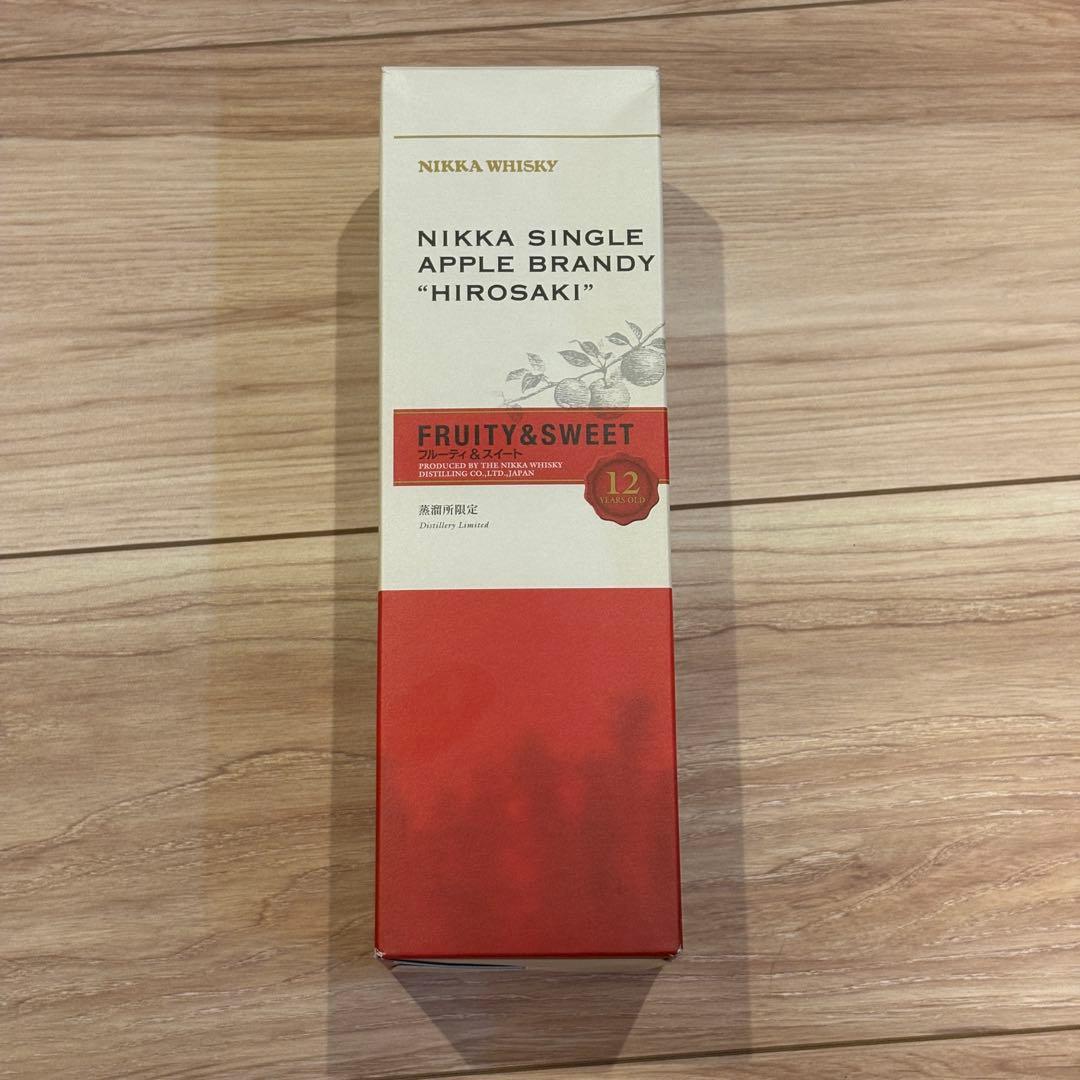 NIKKA WHISKY
NIKKA SINGLE
APPLE BRANDY
“HIROSAKI”
FRUITY&SWEET
フルーティ&スイート
PRODUCED BY THE NIKKA WHISKY
DISTILLING CO.,LTD.,JAPAN
12
YEARS OLD
蒸溜所限定
Distillery Limited